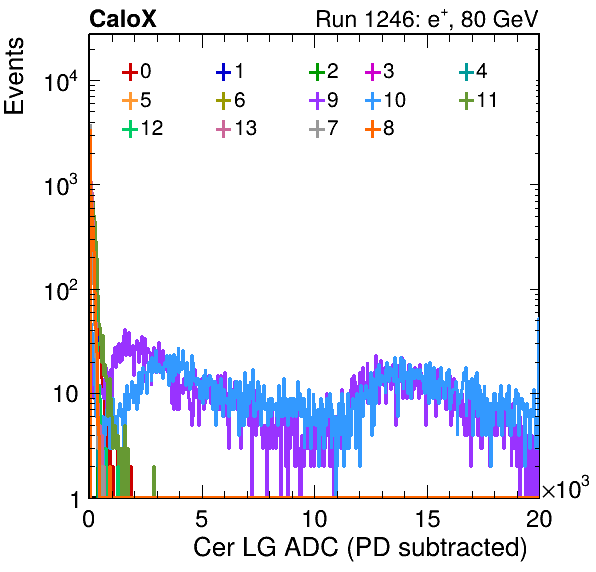 CaloX Run 1246: e⁺, 80 GeV
Events
10⁴
10³
10²
10
1
0 1 2 3 4
5 6 9 10 11
12 13 7 8
0 5 10 15 20
×10³
Cer LG ADC (PD subtracted)